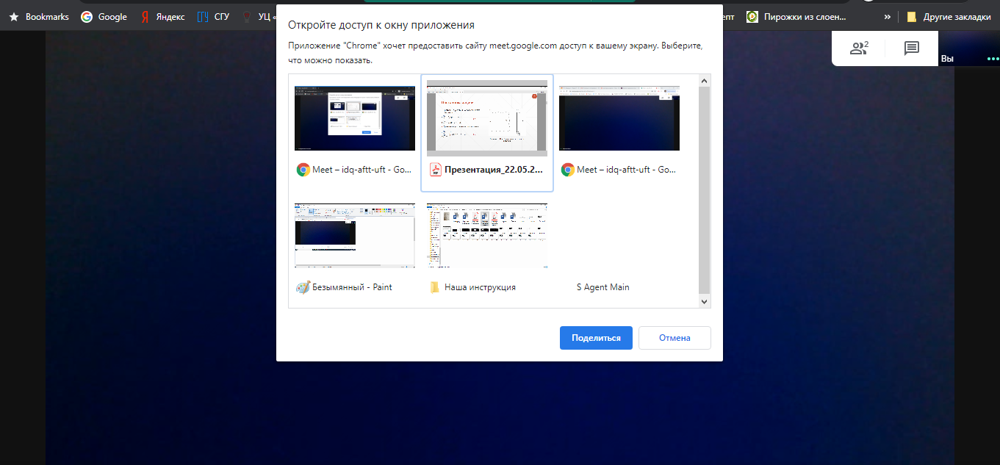 Bookmarks
Google
Яндекс
СГУ
УЦ «
епт
Пирожки из слоен...
»
Другие закладки
Откройте доступ к окну приложения
Приложение "Chrome" хочет предоставить сайту meet.google.com доступ к вашему экрану. Выберите,
что можно показать.
2
Вы
Meet – idq-aftt-uft - Go...
Презентация_22.05.2...
Meet – idq-aftt-uft - Go...
Безымянный - Paint
Наша инструкция
S Agent Main
Поделиться
Отмена